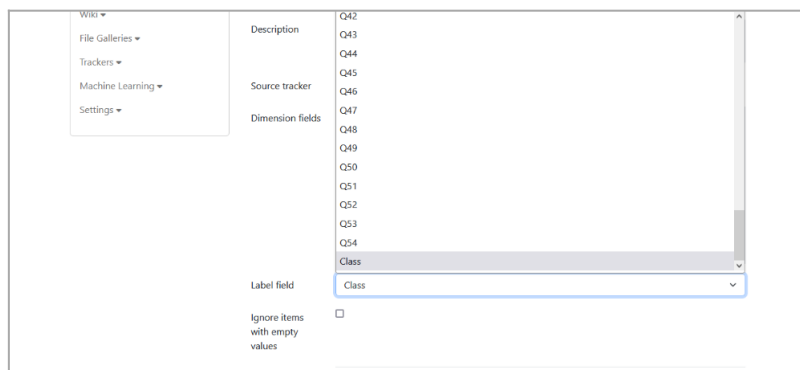 Wiki
File Galleries
Trackers
Machine Learning
Settings
Description
Source tracker
Dimension fields
Q42
Q43
Q44
Q45
Q46
Q47
Q48
Q49
Q50
Q51
Q52
Q53
Q54
Class
Label field
Class
Ignore items
with empty
values